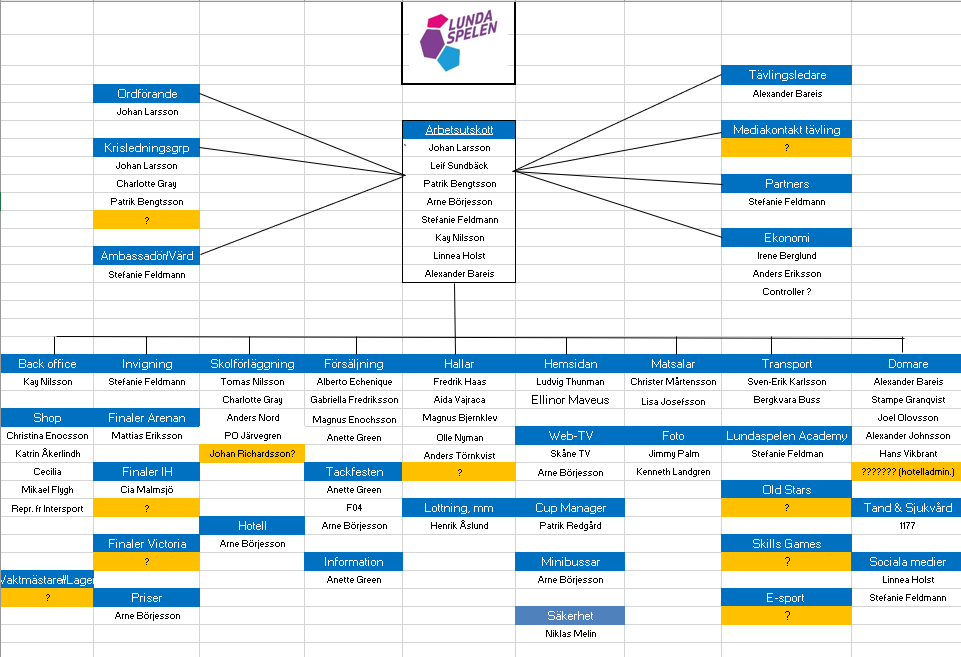 LUNDA
SPELEN
Ordförande
Johan Larsson
Krisledningsgrp
Johan Larsson
Charlotte Gray
Patrik Bengtsson
?
Ambassadör/Värd
Stefanie Feldmann
Arbetsutskott
Johan Larsson
Leif Sundbäck
Patrik Bengtsson
Arne Börjesson
Stefanie Feldmann
Kay Nilsson
Linnea Holst
Alexander Bareis
Tävlingsledare
Alexander Bareis
Mediakontakt tävling
?
Partners
Stefanie Feldmann
Ekonomi
Irene Berglund
Anders Eriksson
Controller ?
Back office
Kay Nilsson
Shop
Christina Enocsson
Katrin Åkerlindh
Cecilia
Mikael Flygh
Repr. fr Intersport
Vaktmästare#Lager
?
Invigning
Stefanie Feldmann
Finaler Arenan
Mattias Eriksson
Finaler IH
Cia Malmsjö
?
Finaler Victoria
?
Priser
Arne Börjesson
Skolförläggning
Tomas Nilsson
Charlotte Gray
Anders Nord
PO Järvegren
Johan Richardsson?
Hotell
Arne Börjesson
Försäljning
Alberto Echenique
Gabriella Fredriksson
Magnus Enochsson
Anette Green
Tackfesten
Anette Green
F04
Arne Börjesson
Information
Anette Green
Hallar
Fredrik Haas
Aida Vajraca
Magnus Bjernklev
Olle Nyman
Anders Törnkvist
?
Lottning, mm
Henrik Åslund
Hemsidan
Ludvig Thunman
Ellinor Maveus
Web-TV
Skåne TV
Arne Börjesson
Cup Manager
Patrik Redgård
Minibussar
Arne Börjesson
Säkerhet
Niklas Melin
Matsalar
Christer Mårtensson
Lisa Josefsson
Foto
Jimmy Palm
Kenneth Landgren
Transport
Sven-Erik Karlsson
Bergkvara Buss
Lundaspelen Academy
Stefanie Feldman
Old Stars
?
Skills Games
?
E-sport
?
Domare
Alexander Bareis
Stampe Granqvist
Joel Olovsson
Alexander Johnsson
Hans Vikbrant
??????? (hotelladmin.)
Tand & Sjukvård
1177
Sociala medier
Linnea Holst
Stefanie Feldmann